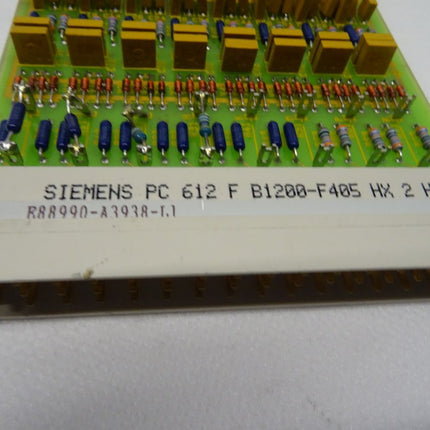 SIEMENS PC 612 F B1200-F405 HX 2 H
R88990-A3938-L1